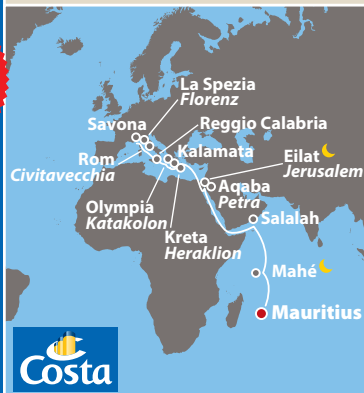 La Spezia
Florenz
Savona
Reggio Calabria
Rom
Civitavecchia
Kalamata
Eilat
Jerusalem
Aqaba
Petra
Olympia
Katakolon
Kreta
Heraklion
Salalah
Mahé
Mauritius
Costa